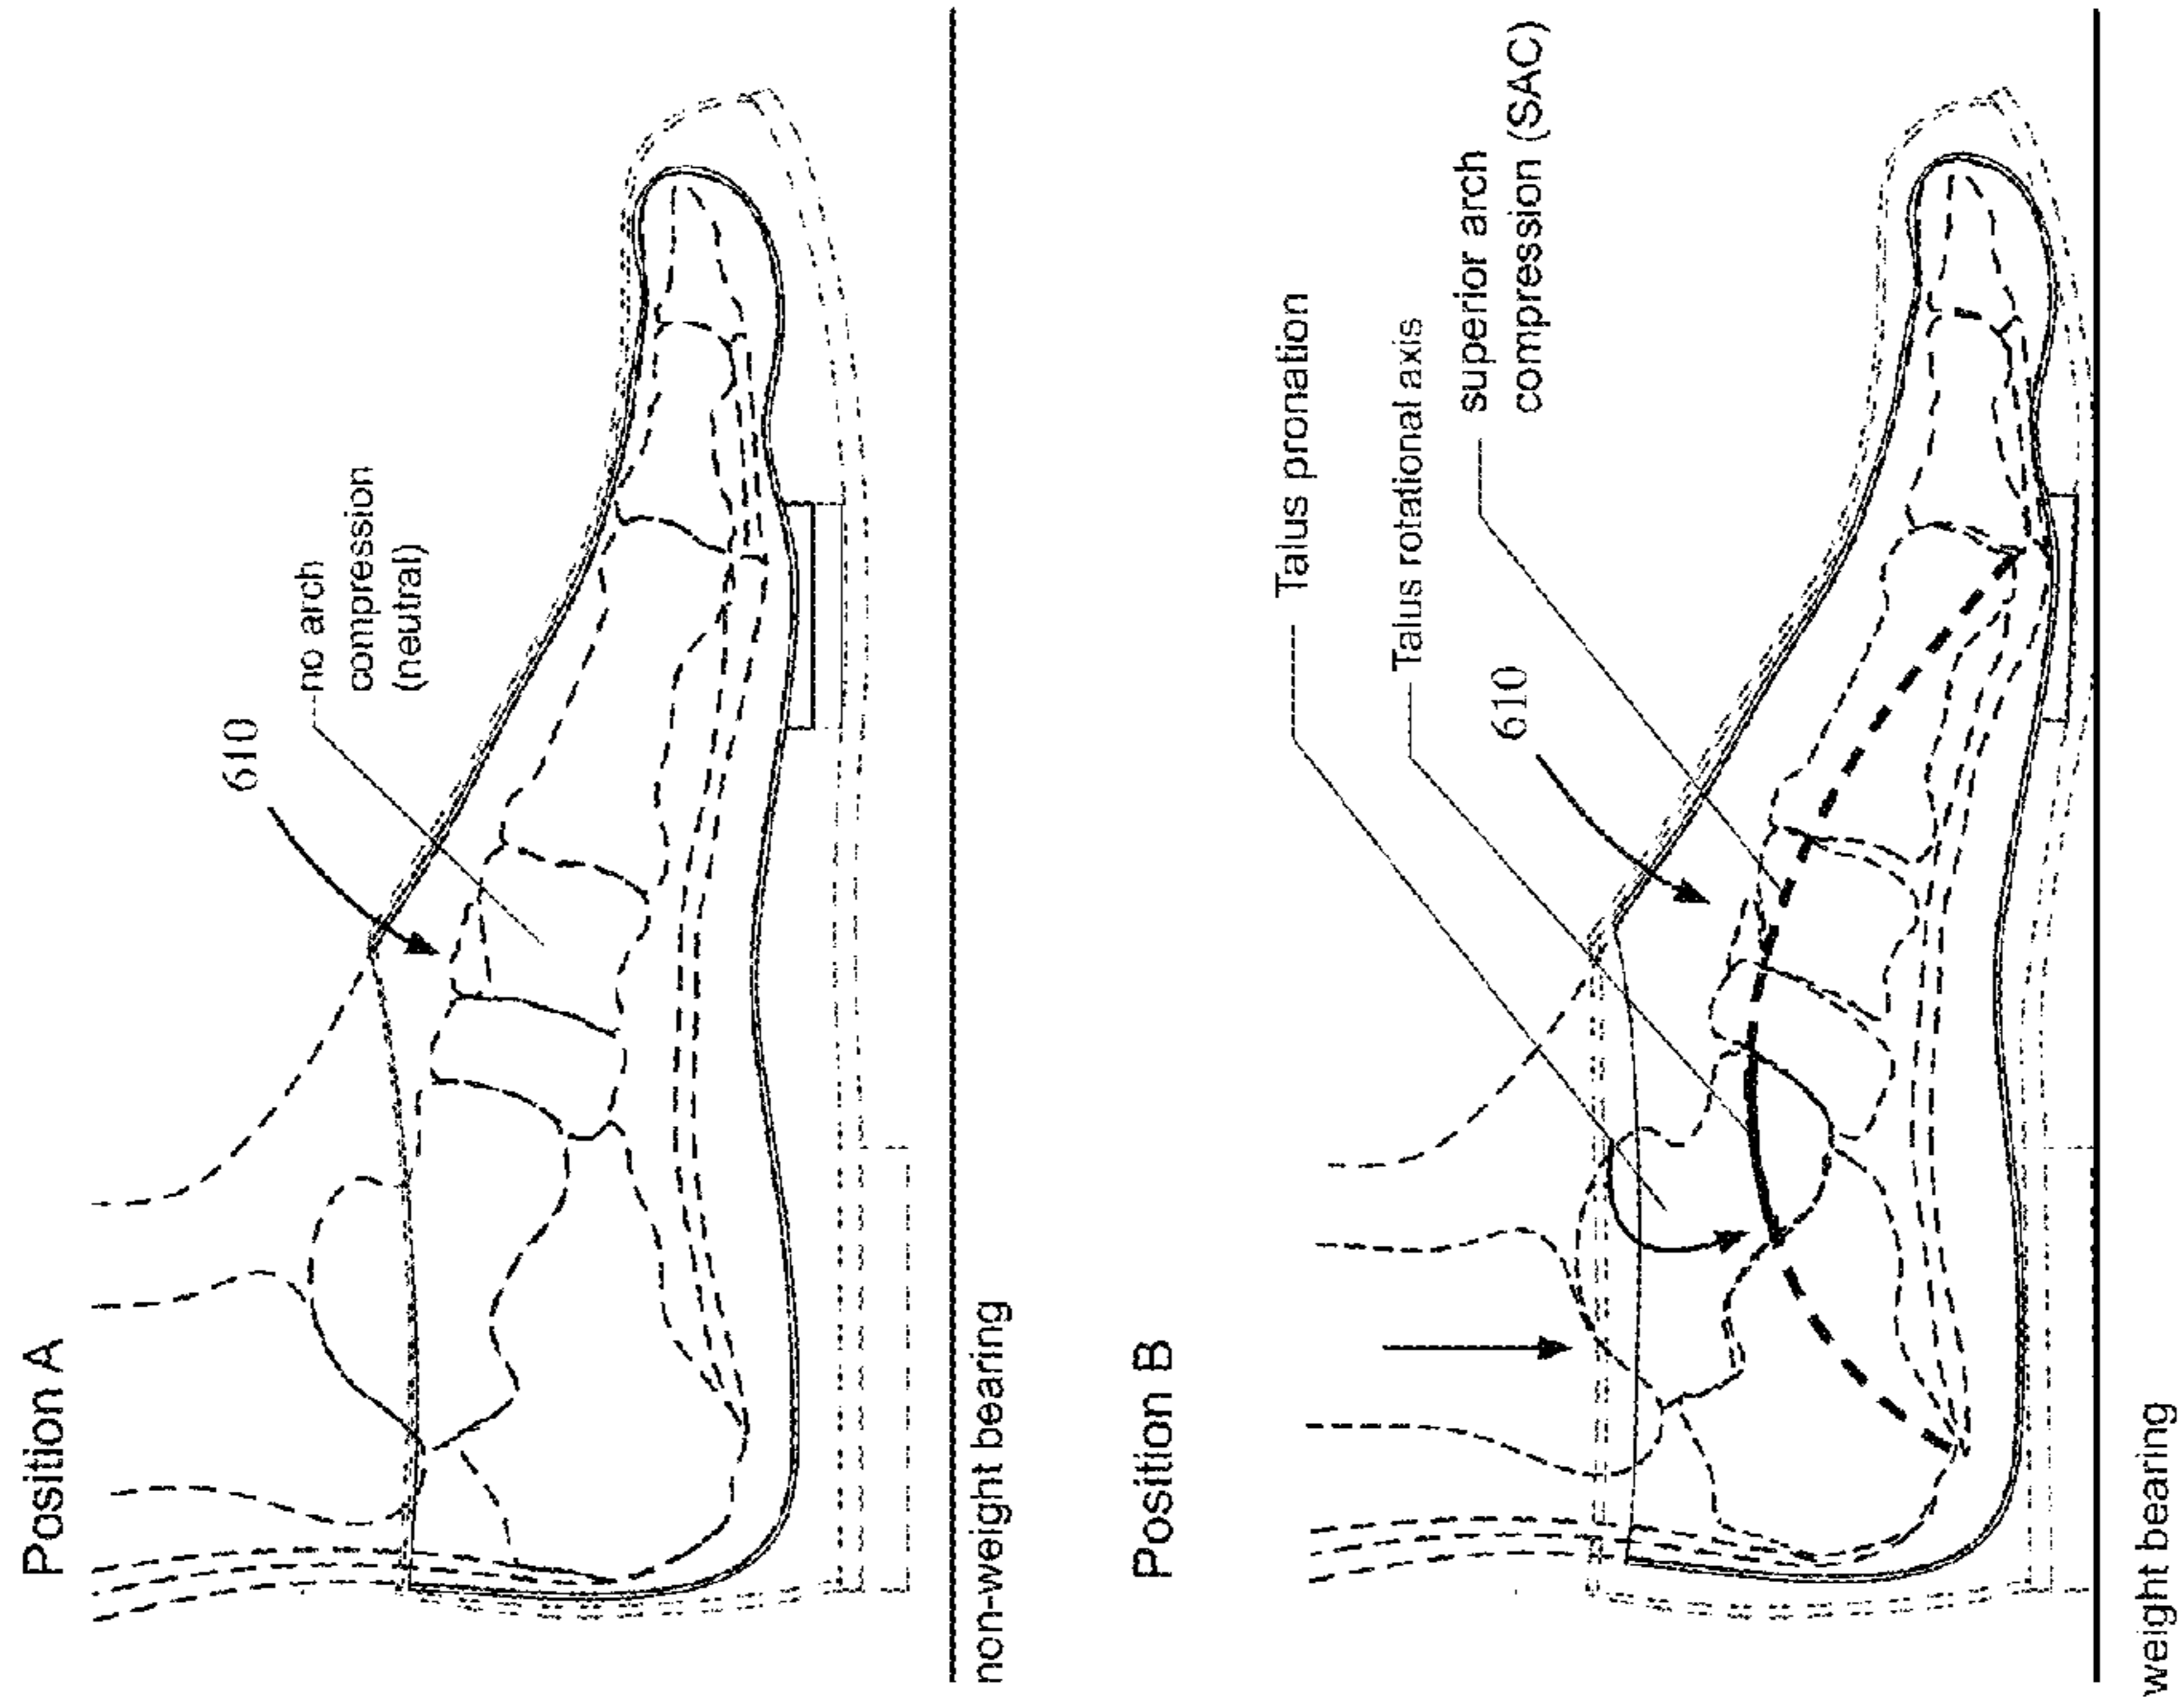 Position A
610
no arch
compression
(neutral)
non-weight bearing
Position B
Talus pronation
Talus rotational axis
superior arch
compression (SAC)
610
weight bearing